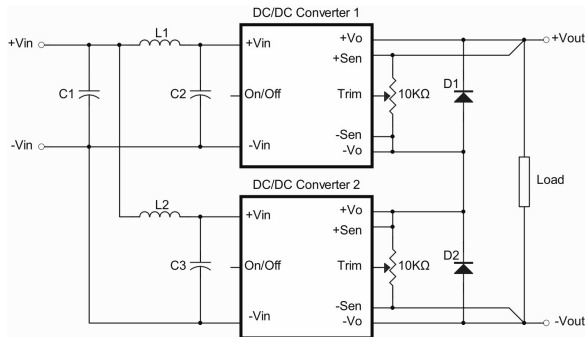 DC/DC Converter 1
+Vin
L1
+Vin
+Vo
+Vout
+Sen
D1
C1
C2
On/Off
Trim
10KΩ
-Sen
-Vin
-Vin
-Vo
Load
DC/DC Converter 2
L2
+Vin
+Vo
+Sen
D2
C3
On/Off
Trim
10KΩ
-Sen
-Vin
-Vo
-Vout